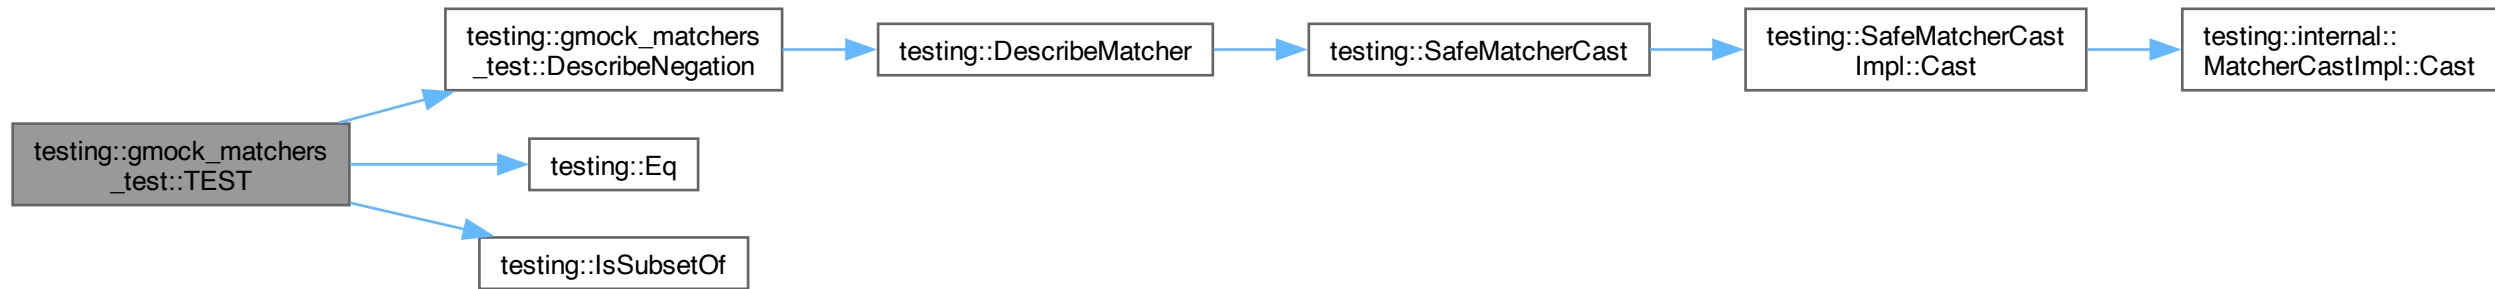 testing::gmock_matchers
_test::TEST
testing::gmock_matchers
_test::DescribeNegation
testing::DescribeMatcher
testing::SafeMatcherCast
testing::SafeMatcherCast
Impl::Cast
testing::internal::
MatcherCastImpl::Cast
testing::Eq
testing::IsSubsetOf